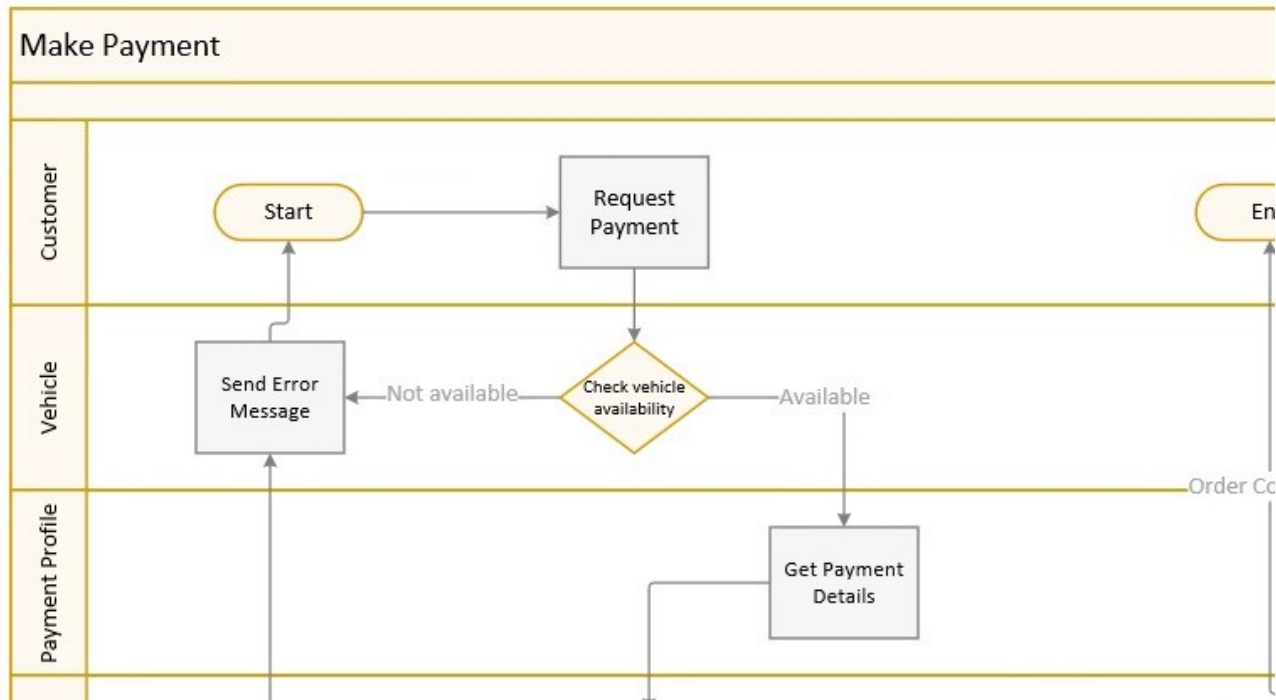 Make Payment
Customer
Start
Request
Payment
Vehicle
Send Error
Message
Not available
Check vehicle
availability
Available
Order
Payment Profile
Get Payment
Details